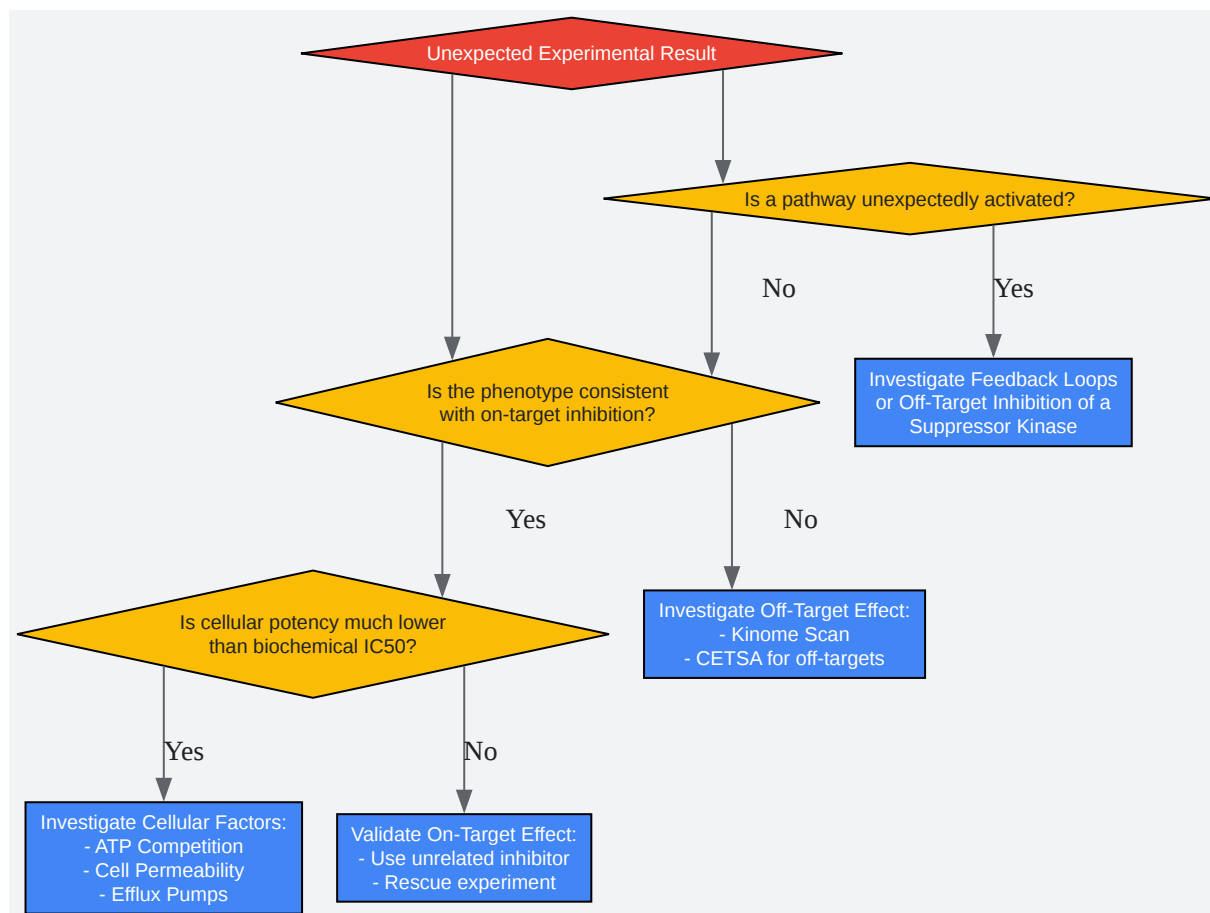 Unexpected Experimental Result
Is a pathway unexpectedly activated?
No
Yes
Is the phenotype consistent
with on-target inhibition?
Investigate Feedback Loops
or Off-Target Inhibition of a
Suppressor Kinase
Yes
No
Is cellular potency much lower
than biochemical IC50?
Investigate Off-Target Effect:
- Kinome Scan
- CETSA for off-targets
Yes
No
Investigate Cellular Factors:
- ATP Competition
- Cell Permeability
- Efflux Pumps
Validate On-Target Effect:
- Use unrelated inhibitor
- Rescue experiment